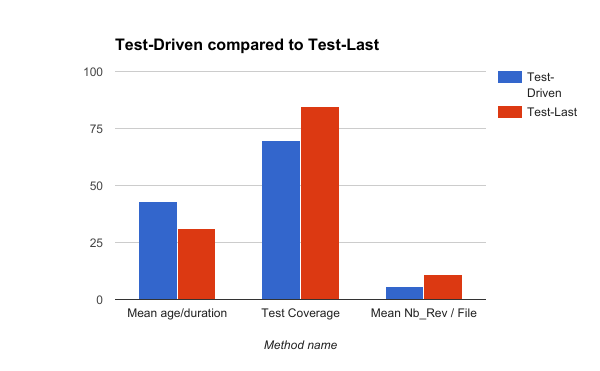 Test-Driven compared to Test-Last
100
75
50
25
0
Test-
Driven
Test-Last
Mean age/duration
Test Coverage
Mean Nb_Rev / File
Method name